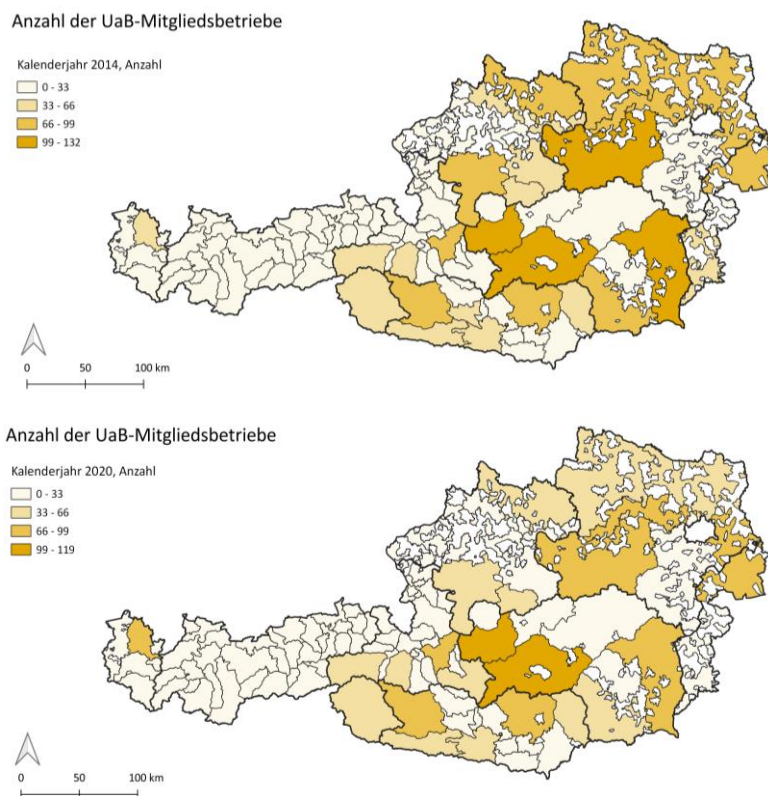 Anzahl der UaB-Mitgliedsbetriebe
Kalenderjahr 2014, Anzahl
0 - 33
33 - 66
66 - 99
99 - 132
0 50 100 km
Anzahl der UaB-Mitgliedsbetriebe
Kalenderjahr 2020, Anzahl
0 - 33
33 - 66
66 - 99
99 - 119
0 50 100 km